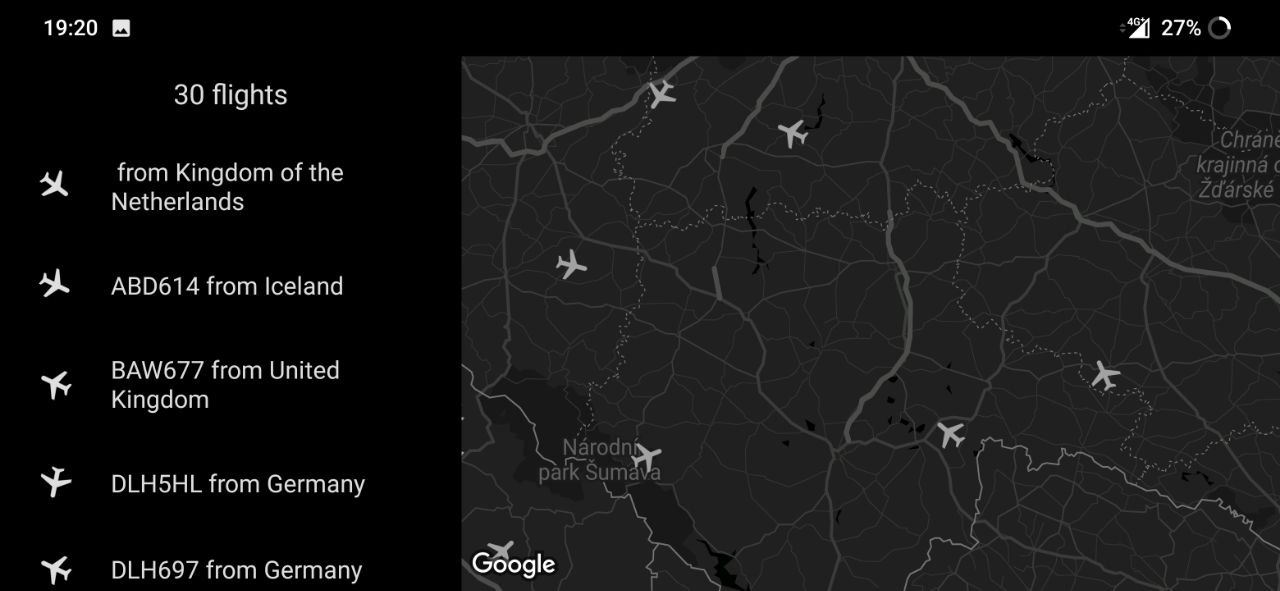 19:20
4G+ 27%
30 flights
from Kingdom of the
Netherlands
ABD614 from Iceland
BAW677 from United
Kingdom
DLH5HL from Germany
DLH697 from Germany
Chráně
krajinná o
Žďárské
Národní
park Šumava
Google